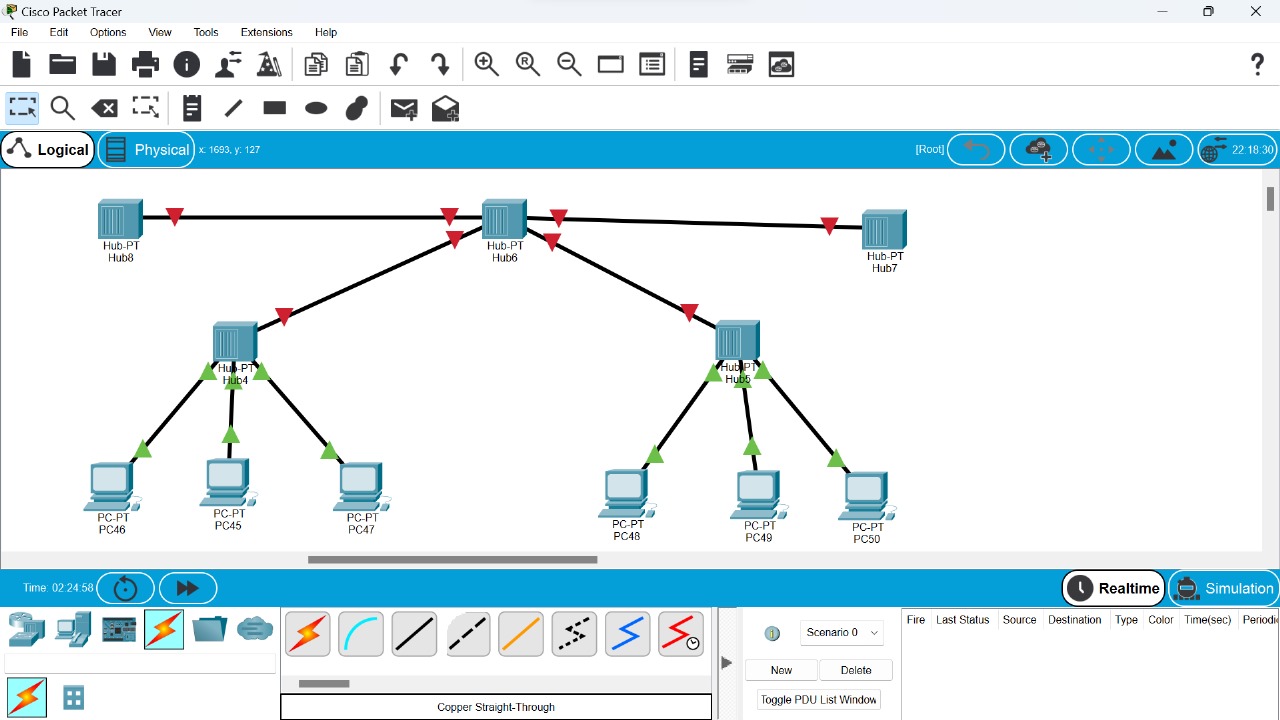 Cisco Packet Tracer
File Edit Options View Tools Extensions Help
R
?
Logical
Physical
x: 1693, y: 127
[Root]
22:18:30
Hub-PT
Hub8
Hub-PT
Hub6
Hub-PT
Hub7
Hub-PT
Hub4
Hub-PT
Hub5
PC-PT
PC46
PC-PT
PC45
PC-PT
PC47
PC-PT
PC48
PC-PT
PC49
PC-PT
PC50
Time: 02:24:58
Realtime
Simulation
Scenario 0
New
Delete
Toggle PDU List Window
Fire Last Status Source Destination Type Color Time(sec) Periodic
Copper Straight-Through